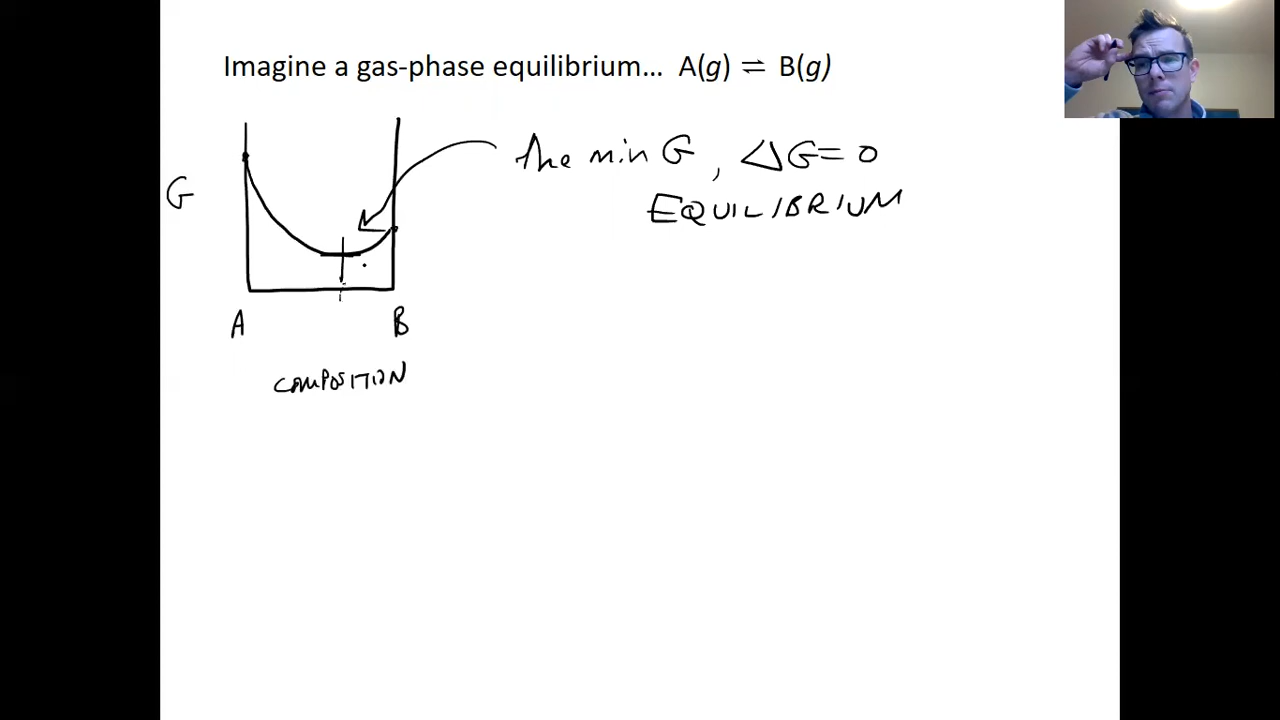 Imagine a gas-phase equilibrium... A(g) ⇌ B(g)
The min G, ΔG=0
EQUILIBRIUM
G
A B
COMPOSITION